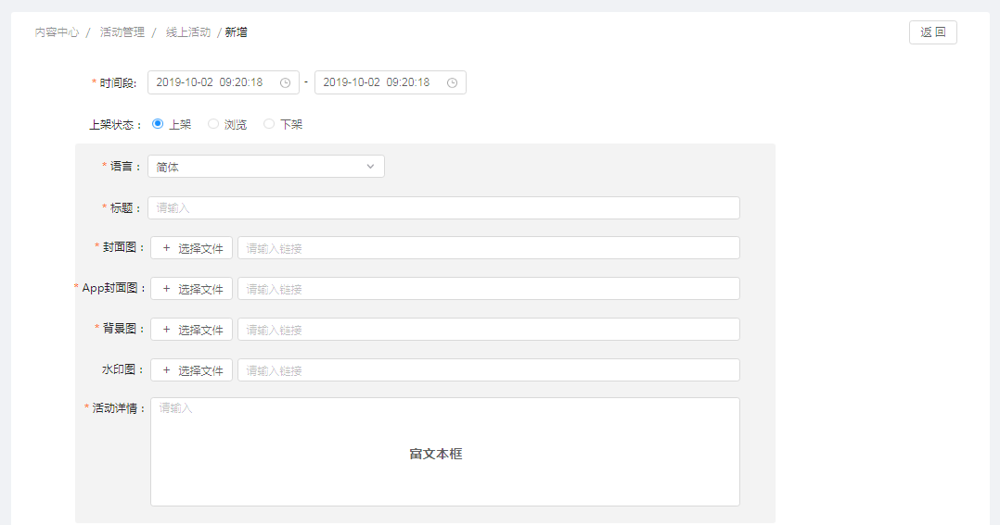 内容中心 / 活动管理 / 线上活动 /新增 返 回
* 时间段: 2019-10-02 09:20:18 - 2019-10-02 09:20:18
上架状态： 上架 浏览 下架
* 语言： 简体
* 标题： 请输入
* 封面图： + 选择文件 请输入链接
* App封面图： + 选择文件 请输入链接
* 背景图： + 选择文件 请输入链接
水印图： + 选择文件 请输入链接
* 活动详情： 请输入
富文本框